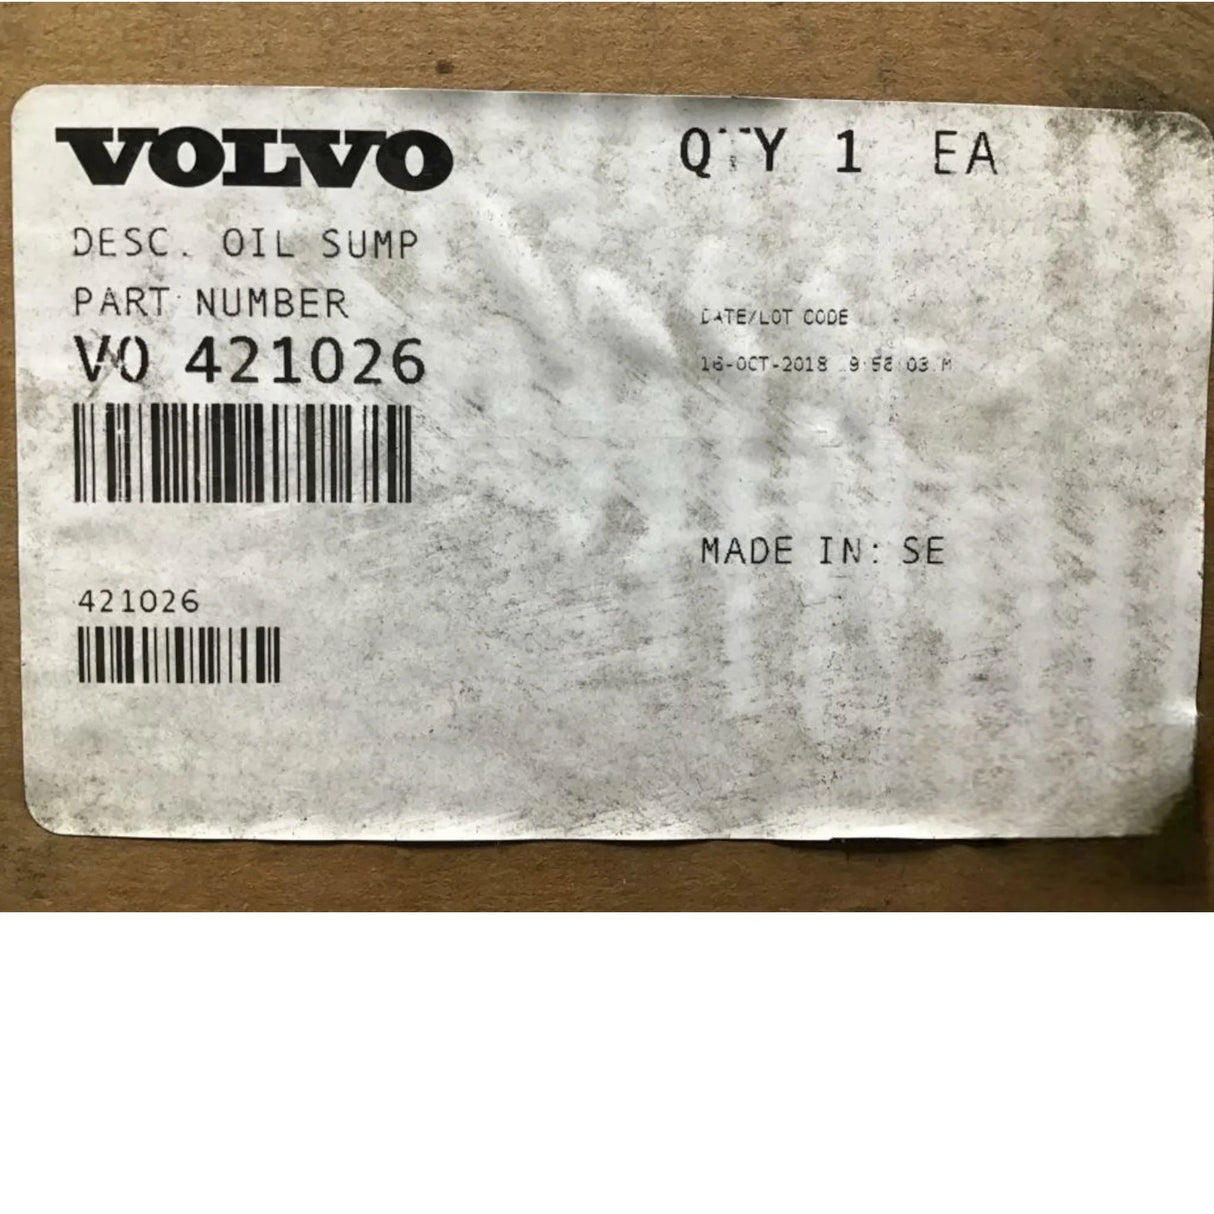 VOLVO
QTY 1 EA
DESC. OIL SUMP
PART NUMBER
VO 421026
DATE/LOT CODE
16-OCT-2018
MADE IN: SE
421026